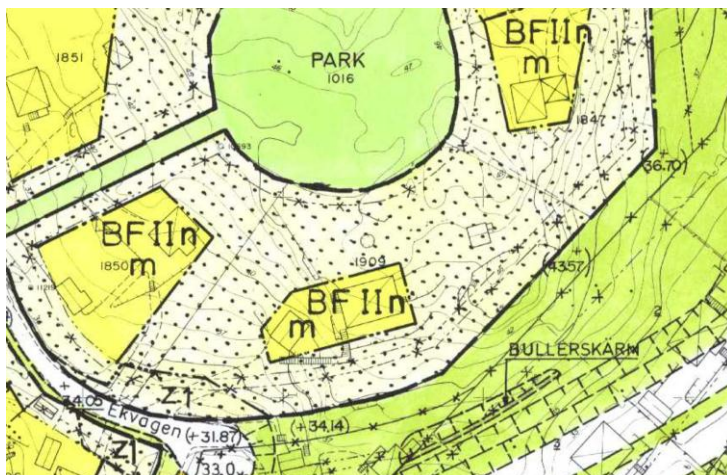 BFIIn
m
PARK
1016
1851
1847
(36.70)
BFIIn
m
1850
1909
(43.57)
BFIIn
m
BULLERSKÄRM
Z1
34.05
Ekvägen
(+31.87)
(+34.14)
Z1
33.0